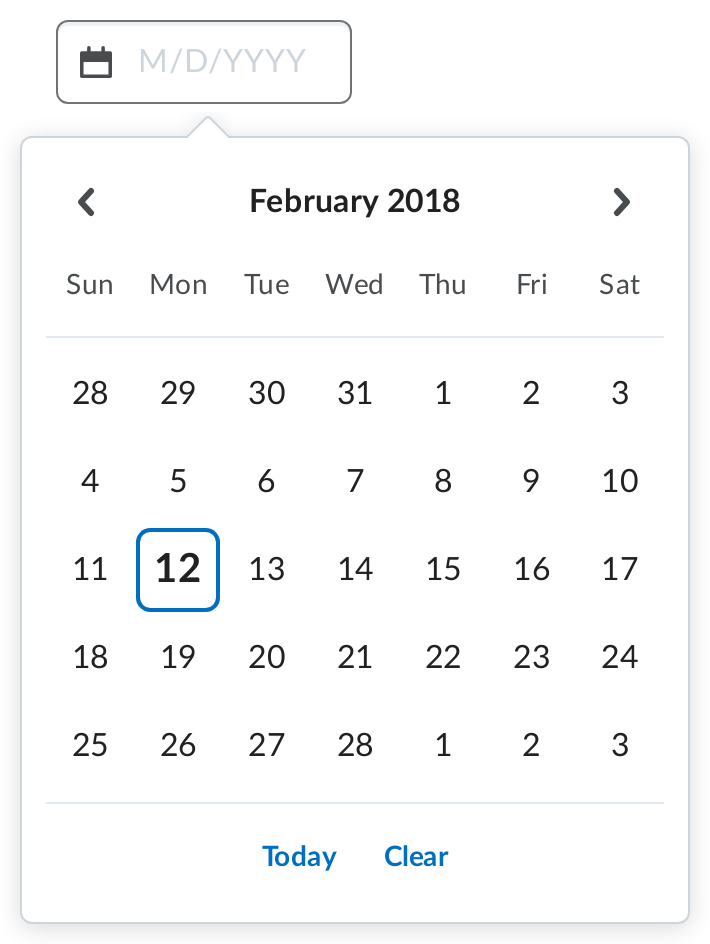 M/D/YYYY
February 2018
Sun Mon Tue Wed Thu Fri Sat
28 29 30 31 1 2 3
4 5 6 7 8 9 10
11 12 13 14 15 16 17
18 19 20 21 22 23 24
25 26 27 28 1 2 3
Today Clear